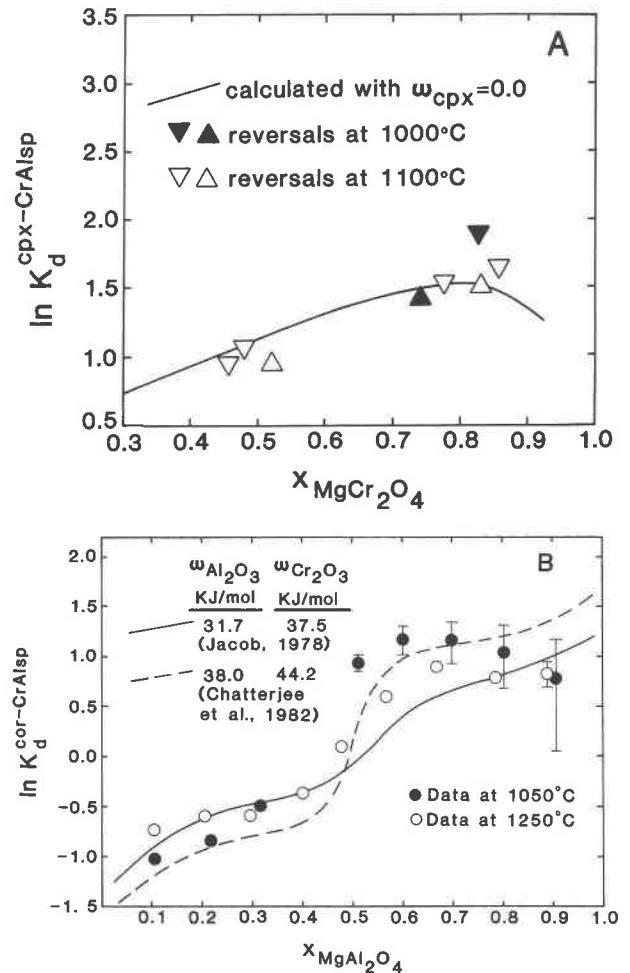 A
3.5
3.0
2.5
2.0
1.5
1.0
0.5
ln K_d^cpx-CrAlsp
calculated with ω_cpx=0.0
reversals at 1000°C
reversals at 1100°C
0.3 0.4 0.5 0.6 0.7 0.8 0.9 1.0
X_MgCr₂O₄
B
2.0
1.5
1.0
0.5
0.0
-0.5
-1.0
-1.5
ln K_d^cor-CrAlsp
ω_Al₂O₃ ω_Cr₂O₃
KJ/mol KJ/mol
31.7 37.5
(Jacob, 1978)
38.0 44.2
(Chatterjee
et al., 1982)
Data at 1050°C
Data at 1250°C
0.1 0.2 0.3 0.4 0.5 0.6 0.7 0.8 0.9 1.0
X_MgAl₂O₄